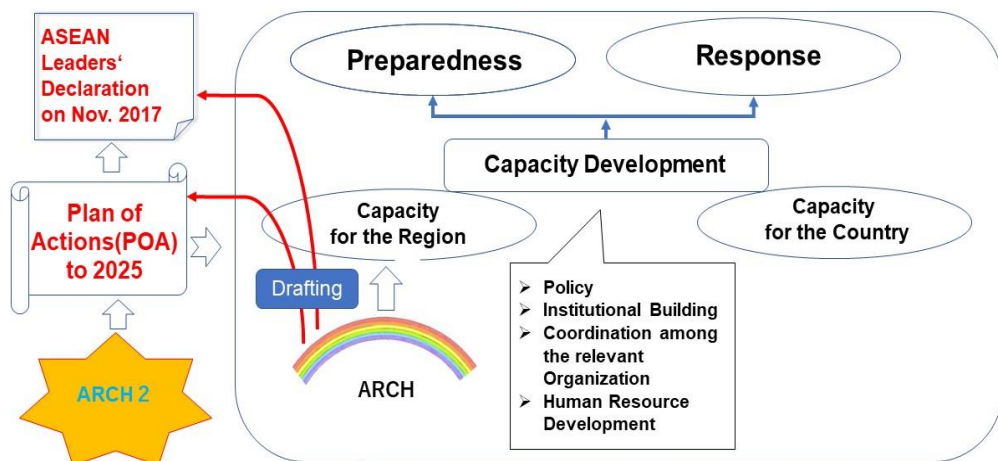 ASEAN
Leaders‘
Declaration
on Nov. 2017
Plan of
Actions(POA)
to 2025
ARCH 2
Preparedness
Response
Capacity Development
Capacity
for the Region
Capacity
for the Country
Drafting
ARCH
➢ Policy
➢ Institutional Building
➢ Coordination among
the relevant
Organization
➢ Human Resource
Development